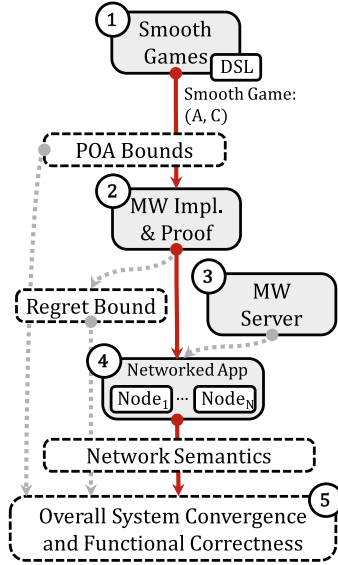 1
Smooth
Games
DSL
Smooth Game:
(A, C)
POA Bounds
2
MW Impl.
& Proof
3
MW
Server
Regret Bound
4
Networked App
Node1 ... NodeN
Network Semantics
5
Overall System Convergence
and Functional Correctness